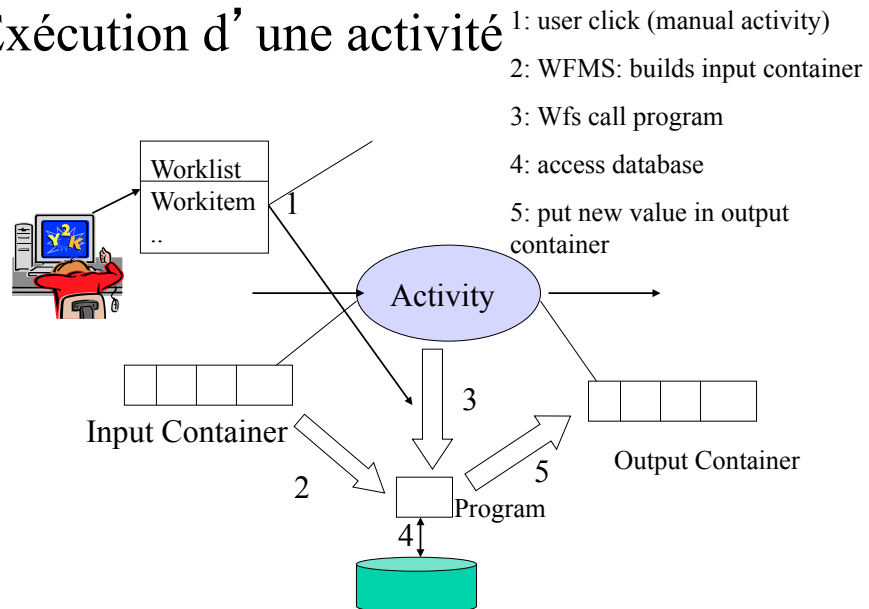 Exécution d’une activité
1: user click (manual activity)
2: WFMS: builds input container
3: Wfs call program
4: access database
5: put new value in output
container
Worklist
Workitem
..
1
Y2K
Activity
3
Input Container
2
5
Output Container
Program
4